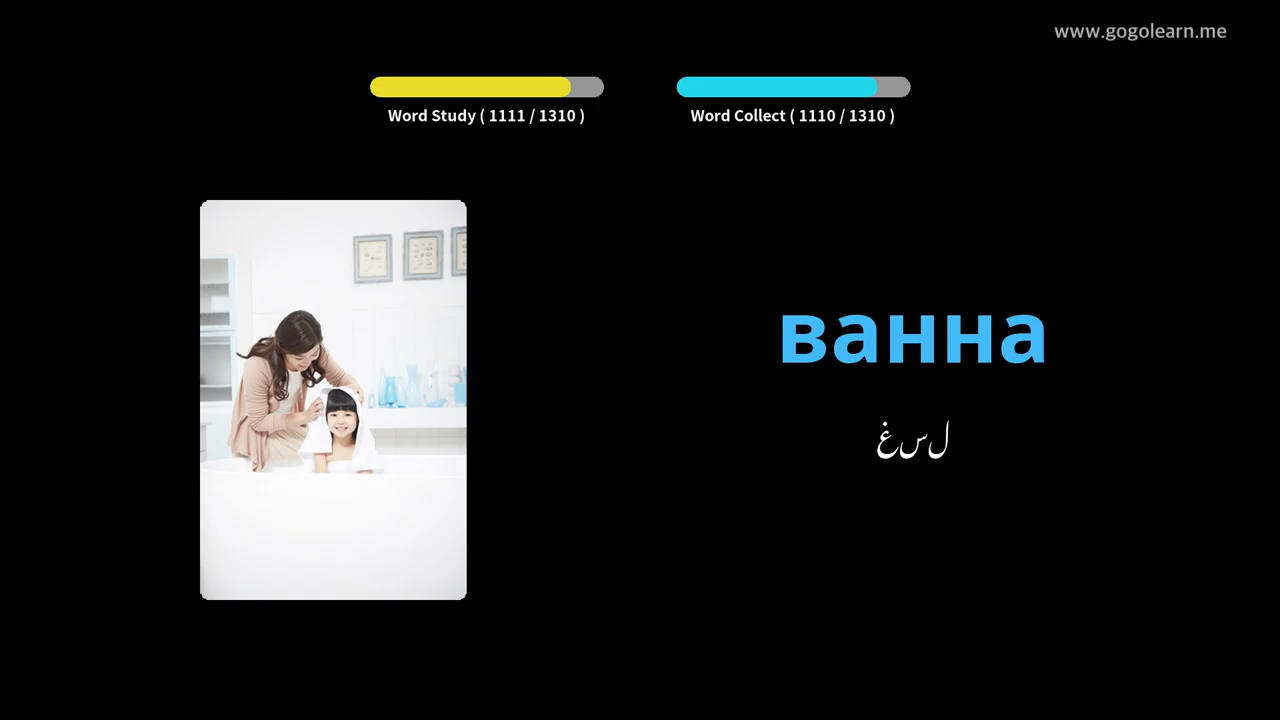 www.gogolearn.me
Word Study ( 1111 / 1310 )
Word Collect ( 1110 / 1310 )
ванна
غسل